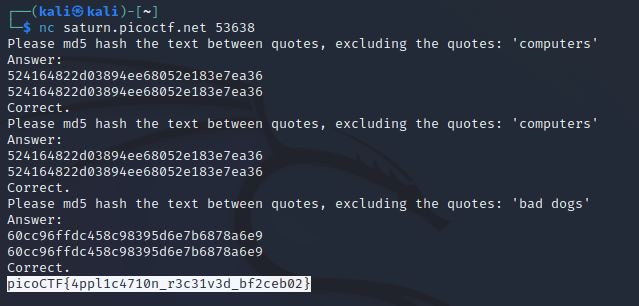 ┌──(kali㉿kali)-[~]
└─$ nc saturn.picoctf.net 53638
Please md5 hash the text between quotes, excluding the quotes: 'computers'
Answer:
524164822d03894ee68052e183e7ea36
524164822d03894ee68052e183e7ea36
Correct.
Please md5 hash the text between quotes, excluding the quotes: 'computers'
Answer:
524164822d03894ee68052e183e7ea36
524164822d03894ee68052e183e7ea36
Correct.
Please md5 hash the text between quotes, excluding the quotes: 'bad dogs'
Answer:
60cc96ffdc458c98395d6e7b6878a6e9
60cc96ffdc458c98395d6e7b6878a6e9
Correct.
picoCTF{4ppl1c4710n_r3c31v3d_bf2ceb02}